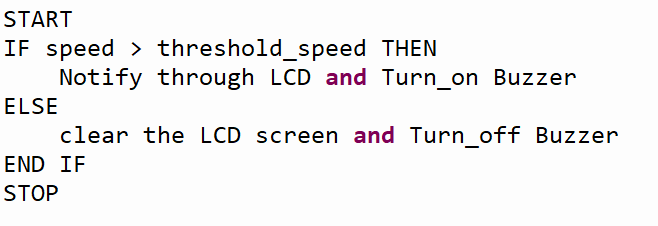 START
IF speed > threshold_speed THEN
    Notify through LCD and Turn_on Buzzer
ELSE
    clear the LCD screen and Turn_off Buzzer
END IF
STOP